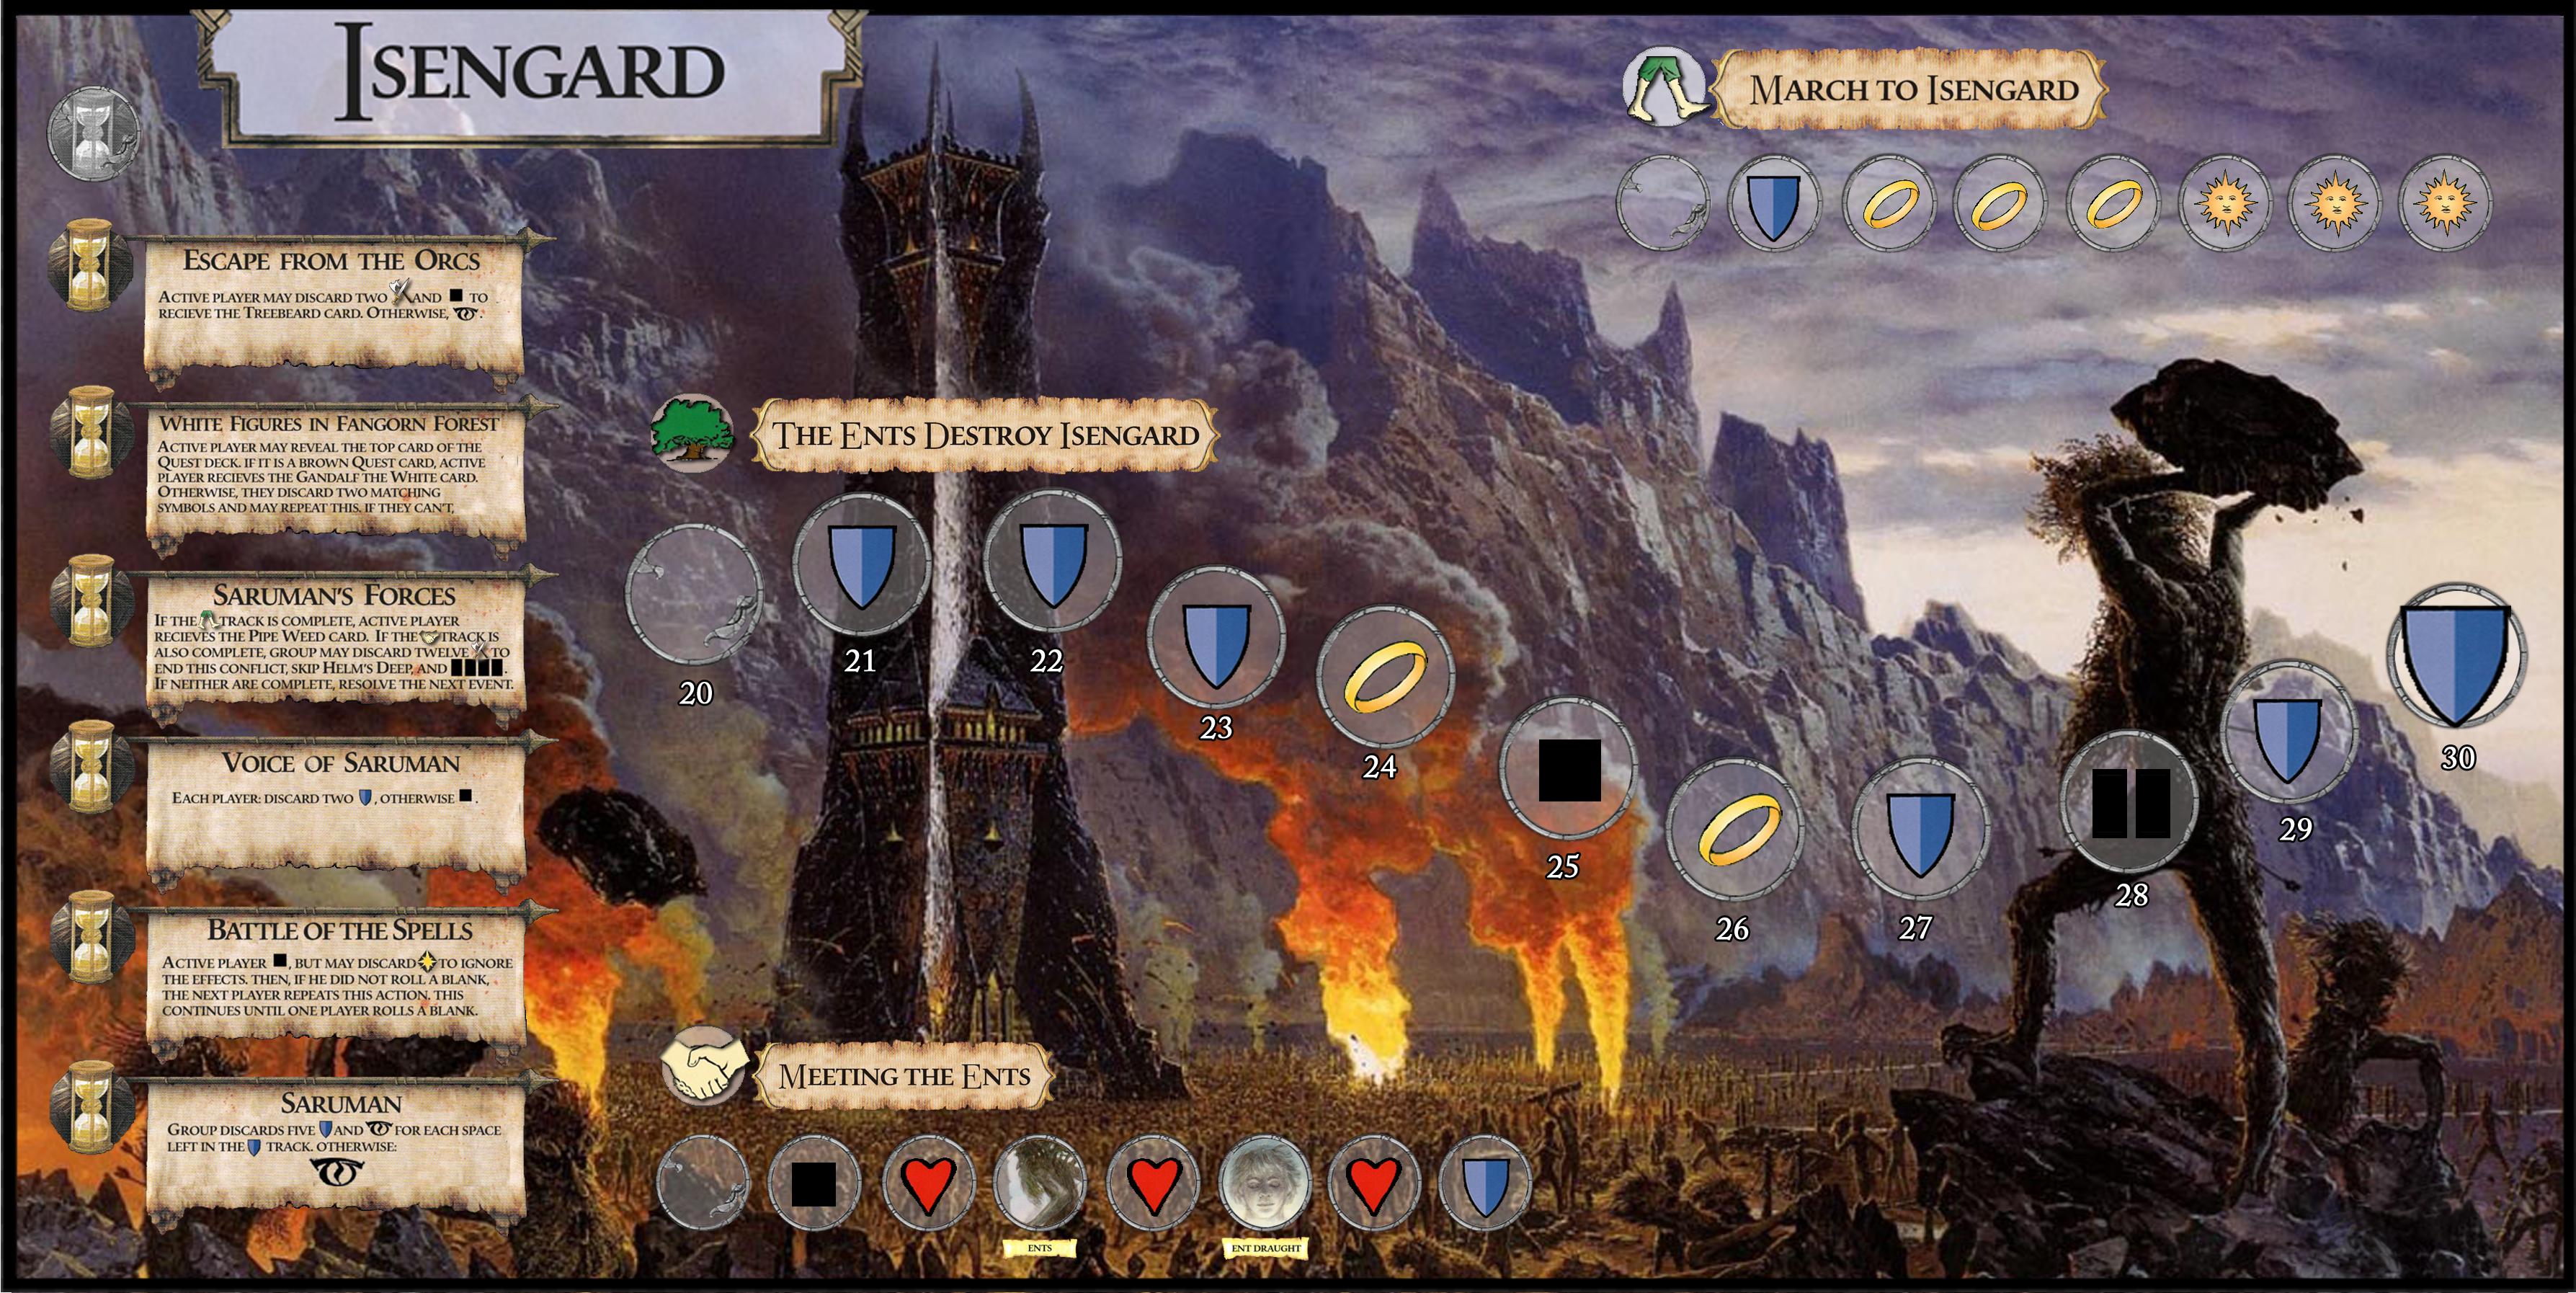 ISENGARD
MARCH TO ISENGARD
ESCAPE FROM THE ORCS
ACTIVE PLAYER MAY DISCARD TWO AND TO
RECIEVE THE TREEBEARD CARD. OTHERWISE, .
WHITE FIGURES IN FANGORN FOREST
ACTIVE PLAYER MAY REVEAL THE TOP CARD OF THE
QUEST DECK. IF IT IS A BROWN QUEST CARD, ACTIVE
PLAYER RECIEVES THE GANDALF THE WHITE CARD.
OTHERWISE, THEY DISCARD TWO MATCHING
SYMBOLS AND MAY REPEAT THIS. IF THEY CAN'T,
SARUMAN'S FORCES
IF THE TRACK IS COMPLETE, ACTIVE PLAYER
RECIEVES THE PIPE WEED CARD. IF THE TRACK IS
ALSO COMPLETE, GROUP MAY DISCARD TWELVE TO
END THIS CONFLICT, SKIP HELM'S DEEP, AND .
IF NEITHER ARE COMPLETE, RESOLVE THE NEXT EVENT.
VOICE OF SARUMAN
EACH PLAYER: DISCARD TWO , OTHERWISE .
BATTLE OF THE SPELLS
ACTIVE PLAYER , BUT MAY DISCARD TO IGNORE
THE EFFECTS. THEN, IF HE DID NOT ROLL A BLANK,
THE NEXT PLAYER REPEATS THIS ACTION. THIS
CONTINUES UNTIL ONE PLAYER ROLLS A BLANK.
SARUMAN
GROUP DISCARDS FIVE AND FOR EACH SPACE
LEFT IN THE TRACK. OTHERWISE:
THE ENTS DESTROY ISENGARD
20
21
22
23
24
25
26
27
28
29
30
MEETING THE ENTS
ENTS
ENT DRAUGHT